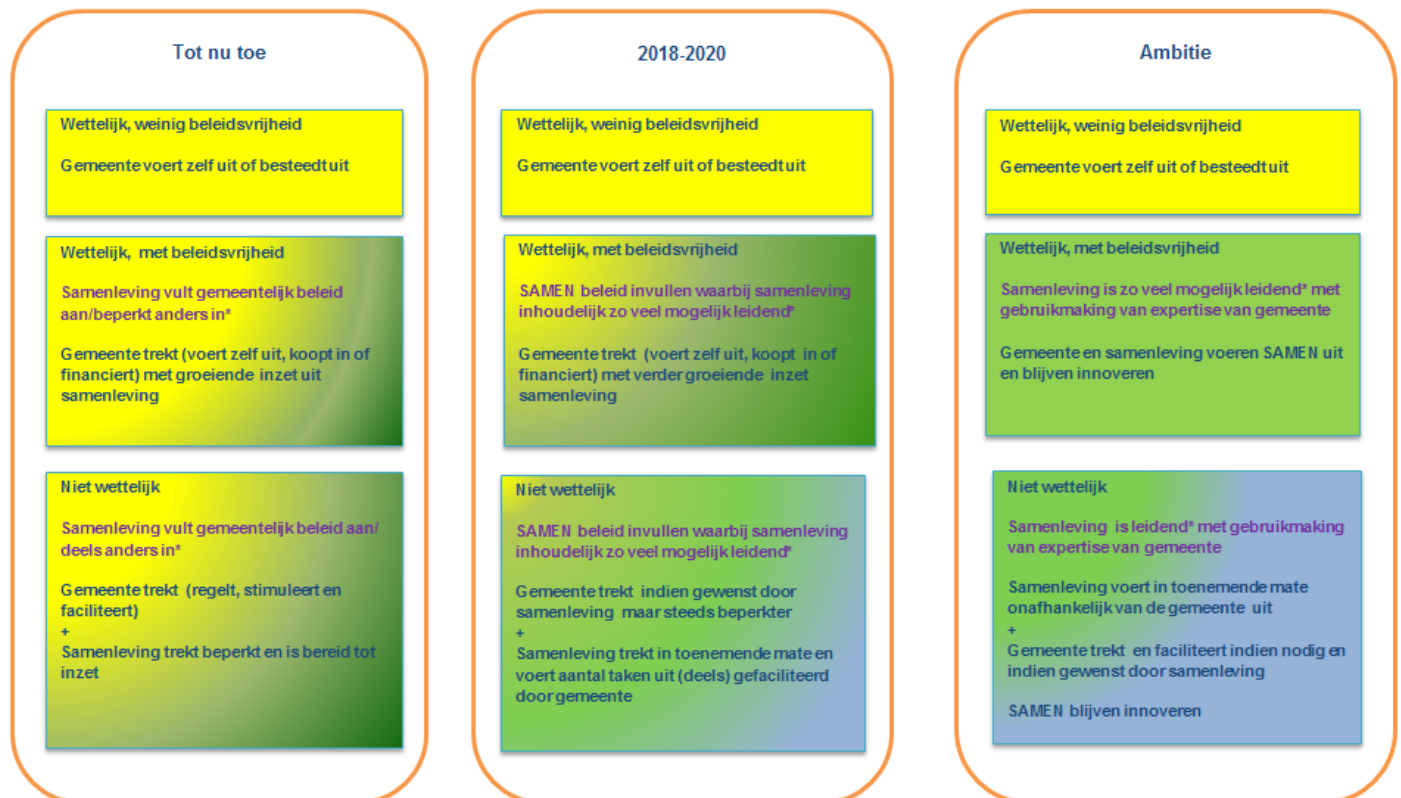 Tot nu toe
Wettelijk, weinig beleidsvrijheid
Gemeente voert zelf uit of besteedt uit
Wettelijk, met beleidsvrijheid
Samenleving vult gemeentelijk beleid
aan/beperkt anders in*
Gemeente trekt (voert zelf uit, koopt in of
financiert) met groeiende inzet uit
samenleving
Niet wettelijk
Samenleving vult gemeentelijk beleid aan/
deels anders in*
Gemeente trekt (regelt, stimuleert en
faciliteert)
+
Samenleving trekt beperkt en is bereid tot
inzet
2018-2020
Wettelijk, weinig beleidsvrijheid
Gemeente voert zelf uit of besteedt uit
Wettelijk, met beleidsvrijheid
SAMEN beleid invullen waarbij samenleving
inhoudelijk zo veel mogelijk leidend*
Gemeente trekt (voert zelf uit, koopt in of
financiert) met verder groeiende inzet
samenleving
Niet wettelijk
SAMEN beleid invullen waarbij samenleving
inhoudelijk zo veel mogelijk leidend*
Gemeente trekt indien gewenst door
samenleving maar steeds beperkter
+
Samenleving trekt in toenemende mate en
voert aantal taken uit (deels) gefaciliteerd
door gemeente
Ambitie
Wettelijk, weinig beleidsvrijheid
Gemeente voert zelf uit of besteedt uit
Wettelijk, met beleidsvrijheid
Samenleving is zo veel mogelijk leidend* met
gebruikmaking van expertise van gemeente
Gemeente en samenleving voeren SAMEN uit
en blijven innoveren
Niet wettelijk
Samenleving is leidend* met gebruikmaking
van expertise van gemeente
Samenleving voert in toenemende mate
onafhankelijk van de gemeente uit
+
Gemeente trekt en faciliteert indien nodig en
indien gewenst door samenleving
SAMEN blijven innoveren